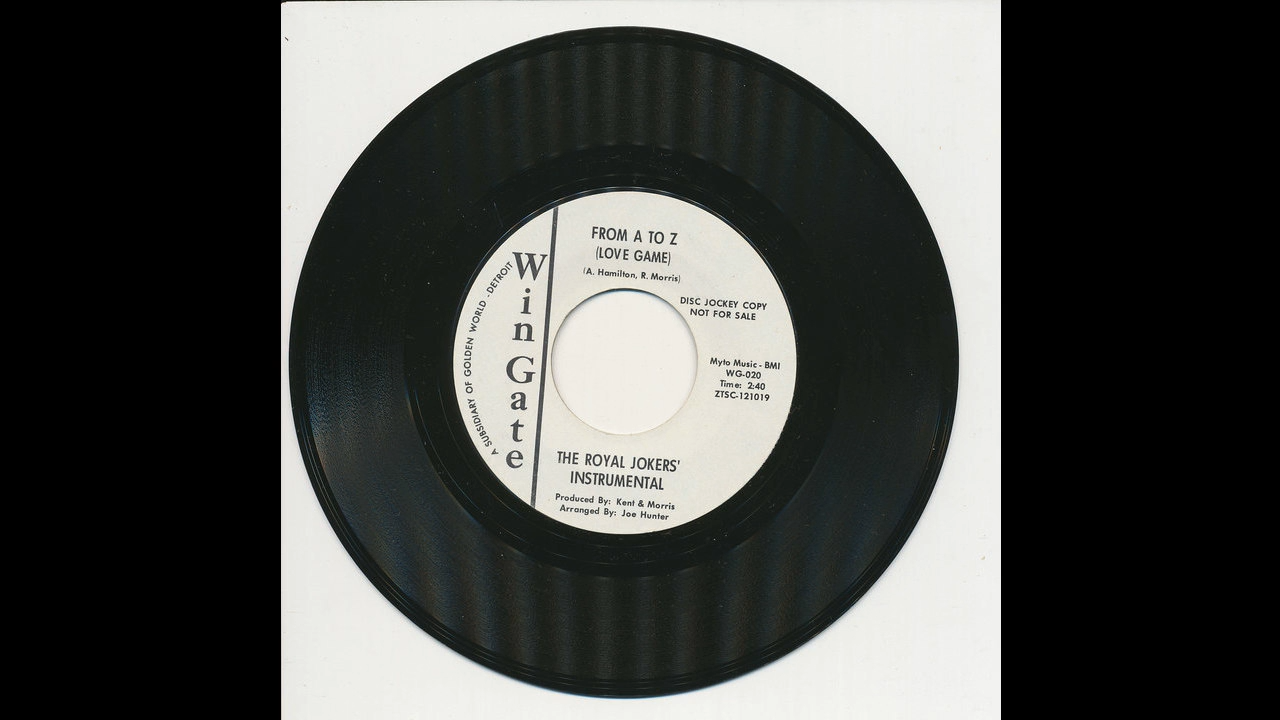 FROM A TO Z
(LOVE GAME)
(A. Hamilton, R. Morris)
DISC JOCKEY COPY
NOT FOR SALE
WinGate
A SUBSIDIARY OF GOLDEN WORLD - DETROIT
Myto Music - BMI
WG-020
Time: 2:40
ZTSC-121019
THE ROYAL JOKERS'
INSTRUMENTAL
Produced By: Kent & Morris
Arranged By: Joe Hunter